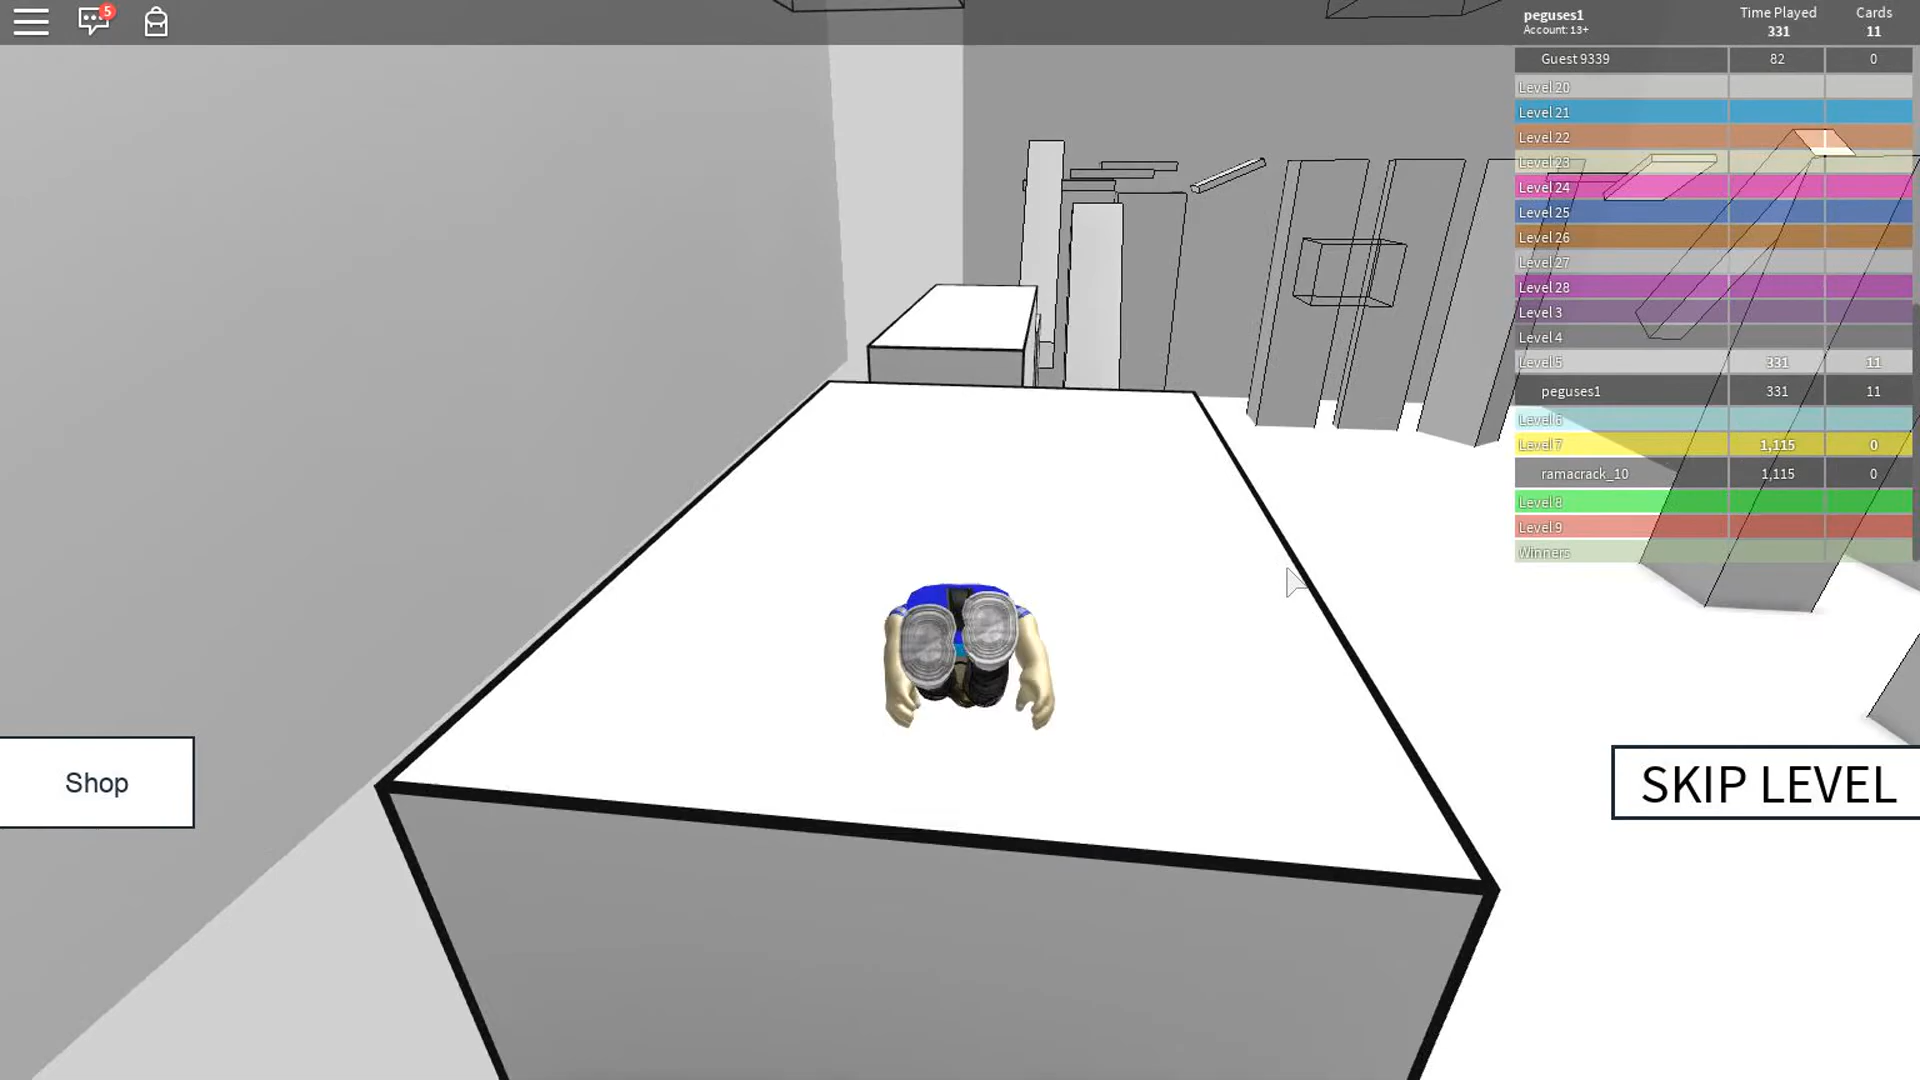 5
peguses1 Time Played Cards
Account: 13+ 331 11
Guest 9339 82 0
Level 20
Level 21
Level 22
Level 23
Level 24
Level 25
Level 26
Level 27
Level 28
Level 3
Level 4
Level 5 331 11
peguses1 331 11
Level 6
Level 7 1,115 0
ramacrack_10 1,115 0
Level 8
Level 9
Winners
Shop
SKIP LEVEL